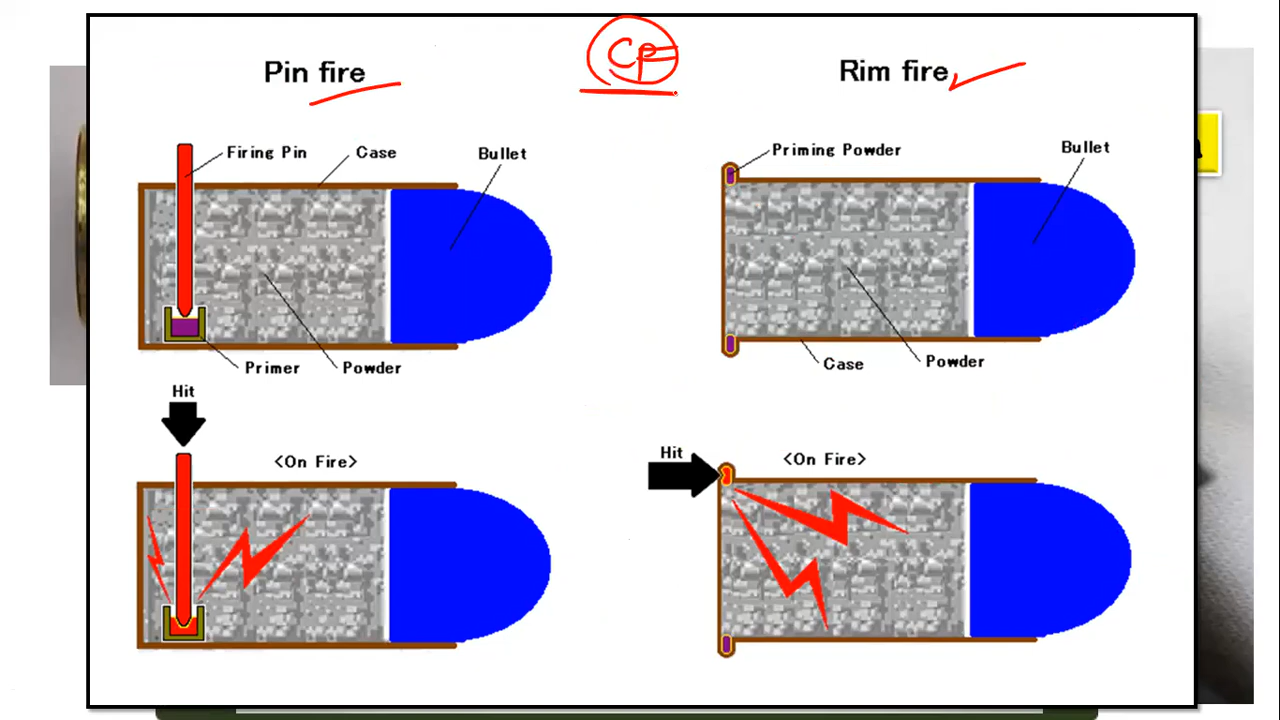 CP
Pin fire
Rim fire
Firing Pin
Case
Bullet
Priming Powder
Bullet
Primer
Powder
Case
Powder
Hit
<On Fire>
Hit
<On Fire>